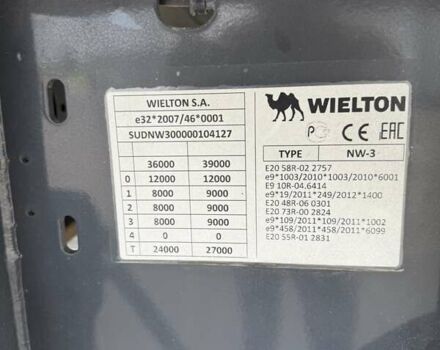 WIELTON S.A.
e32*2007/46*0001
SUDNW300000104127
36000 39000
0 12000 12000
1 8000 9000
2 8000 9000
3 8000 9000
4 0 0
T 24000 27000
WIELTON
CE EAC
TYPE NW-3
E20 58R-02 2757
e9*1003/2010*1003/2010*6001
E9 10R-04.6414
e9*19/2011*249/2012*1400
E20 48R-06 0301
E20 73R-00 2824
e9*109/2011*109/2011*1002
e9*458/2011*458/2011*6099
E20 55R-01 2831